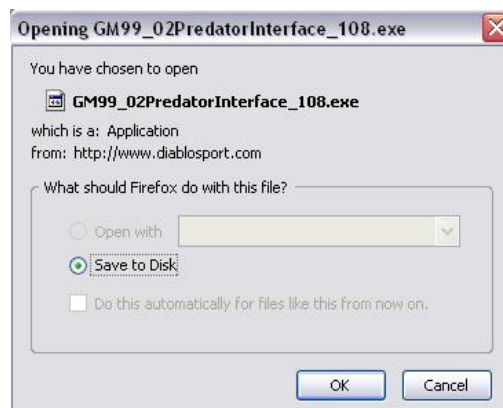 Opening GM99_02PredatorInterface_108.exe
You have chosen to open
GM99_02PredatorInterface_108.exe
which is a: Application
from: http://www.diablosport.com
What should Firefox do with this file?
Open with
Save to Disk
Do this automatically for files like this from now on.
OK
Cancel